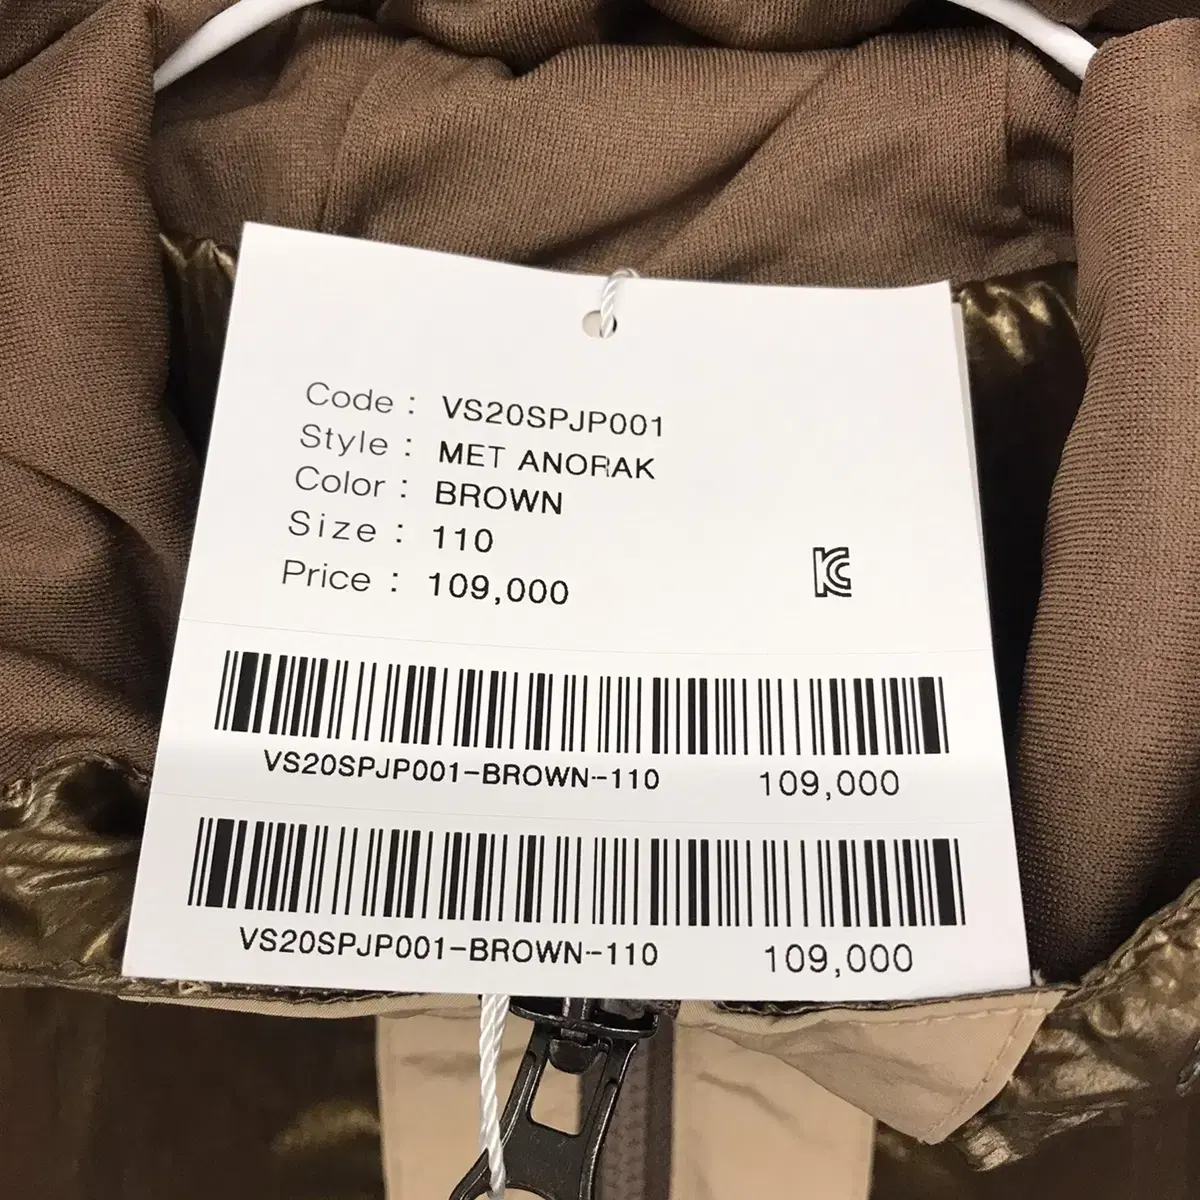 Code : VS20SPJP001
Style : MET ANORAK
Color : BROWN
Size : 110
Price : 109,000
KC
VS20SPJP001-BROWN--110 109,000
VS20SPJP001-BROWN--110 109,000